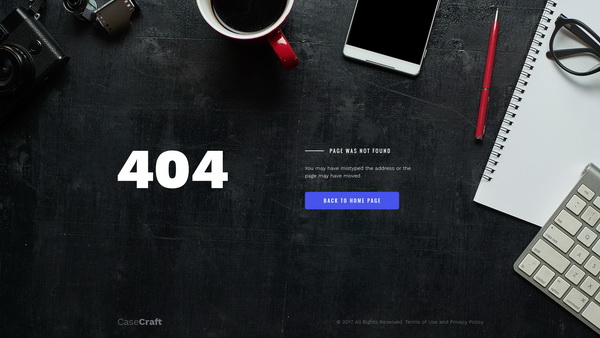 404
PAGE WAS NOT FOUND
You may have mistyped the address or the
page may have moved.
BACK TO HOME PAGE
CaseCraft
© 2017 All Rights Reserved. Terms of Use and Privacy Policy